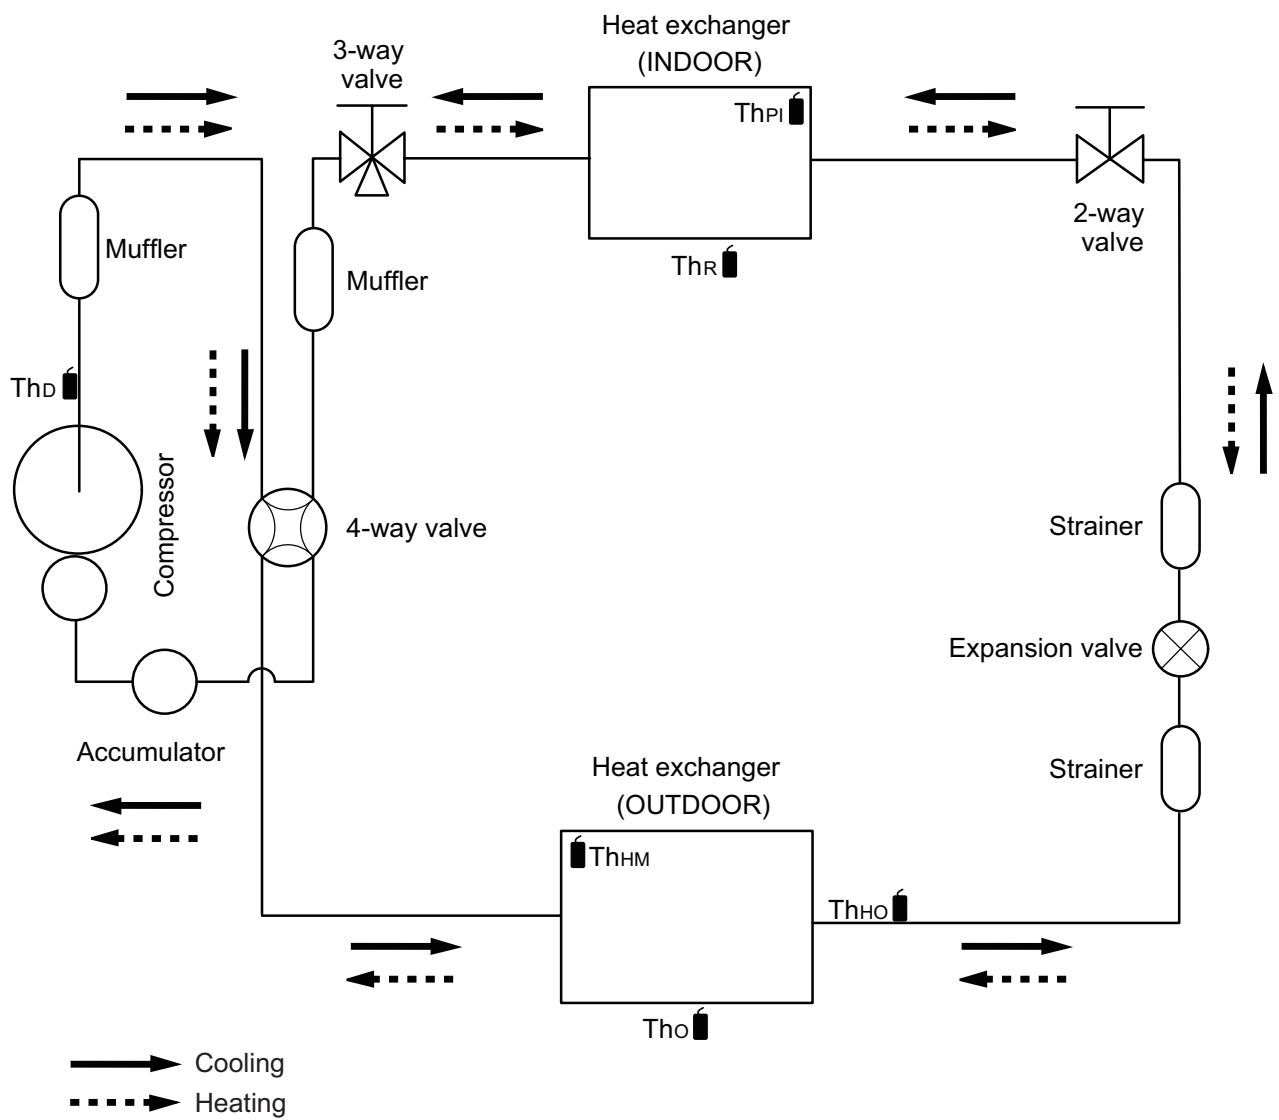 Heat exchanger
(INDOOR)
3-way
valve
ThPI
2-way
valve
Muffler
Muffler
ThR
ThD
Compressor
4-way valve
Strainer
Expansion valve
Accumulator
Strainer
Heat exchanger
(OUTDOOR)
ThHM
ThHO
ThO
Cooling
Heating